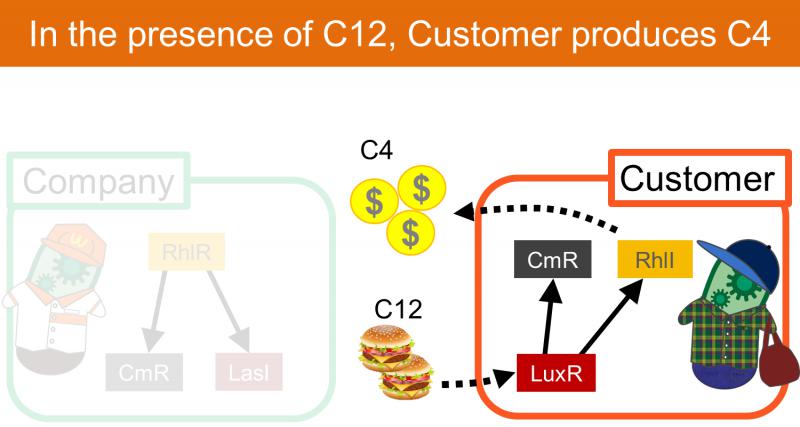 In the presence of C12, Customer produces C4
C4
Company
Customer
$ $
$
RhlR
CmR RhlI
C12
CmR LasI
LuxR